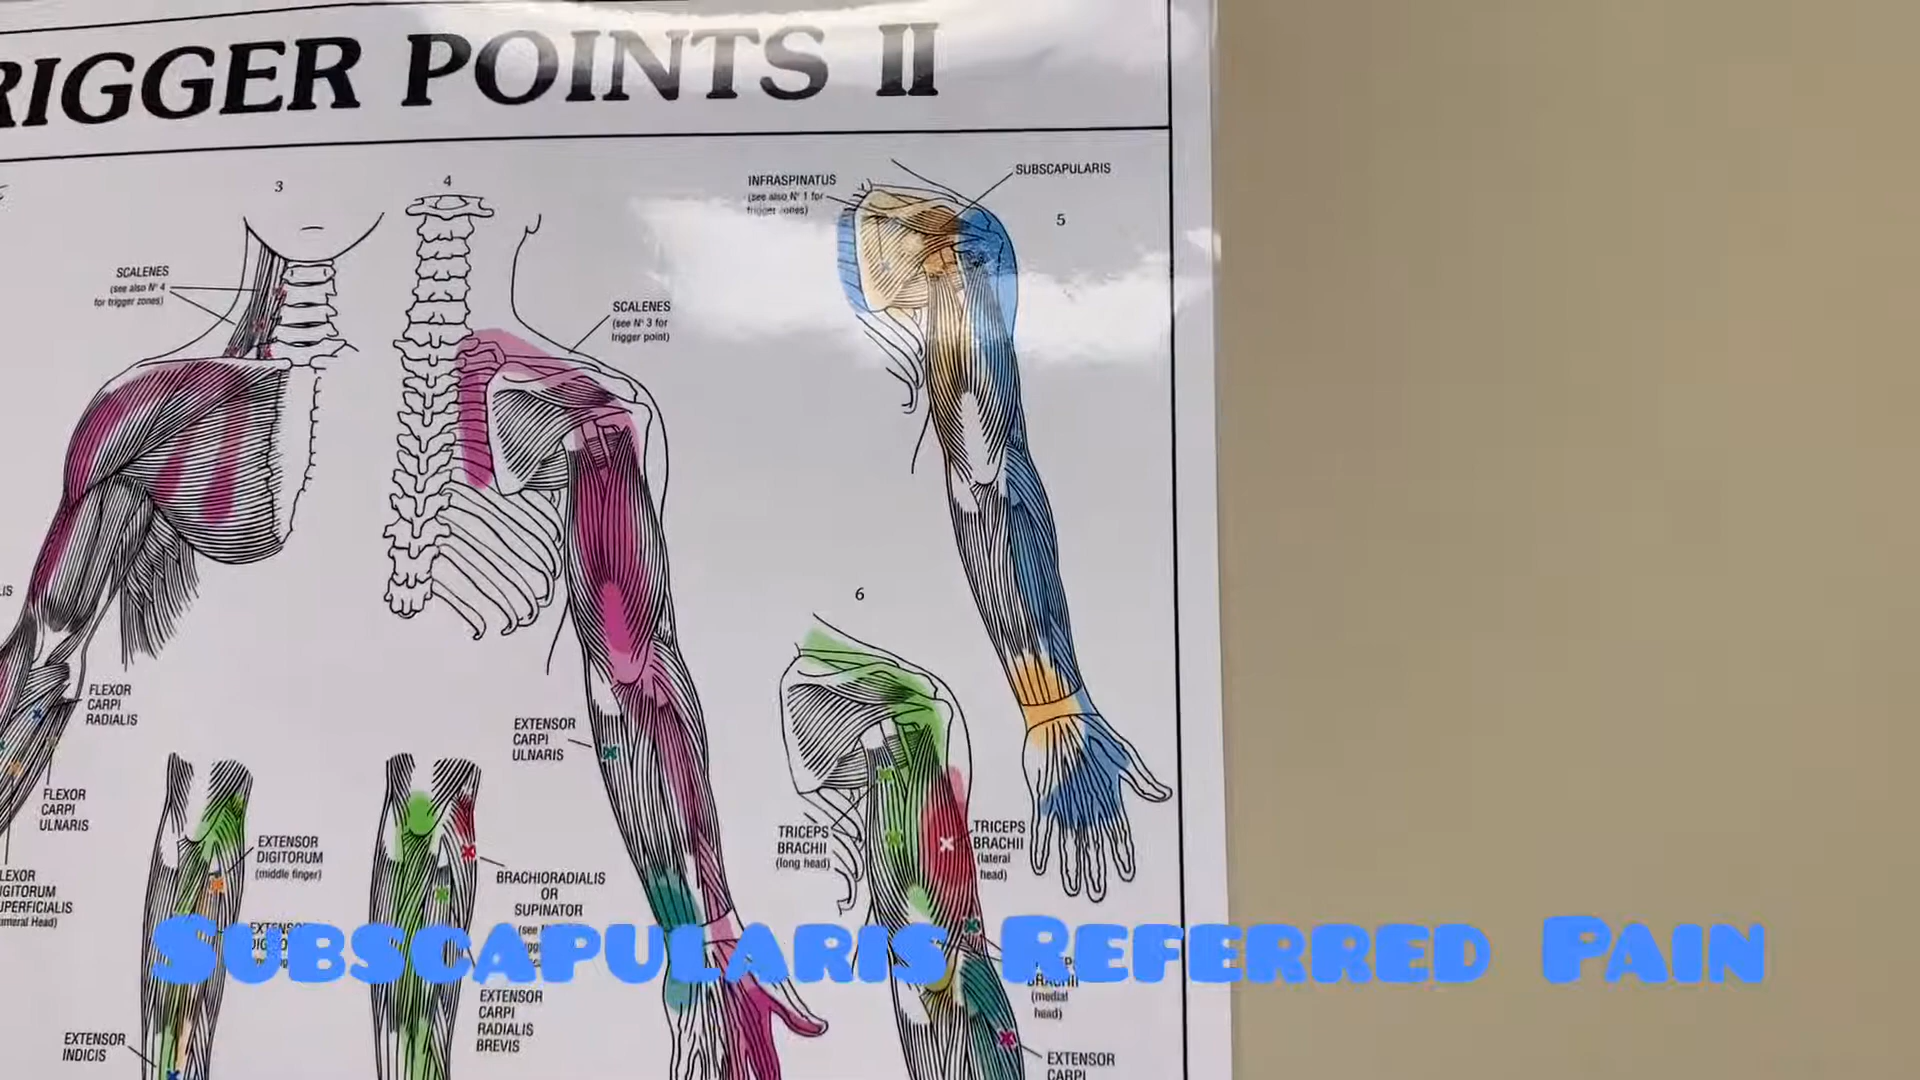 RIGGER POINTS II
3
4
5
6
SCALENES
(see also Nº 4
for trigger zones)
SCALENES
(see Nº 3 for
trigger point)
INFRASPINATUS
(see also Nº 1 for
trigger zones)
SUBSCAPULARIS
FLEXOR
CARPI
RADIALIS
FLEXOR
CARPI
ULNARIS
EXTENSOR
DIGITORUM
(middle finger)
EXTENSOR
CARPI
ULNARIS
BRACHIORADIALIS
OR
SUPINATOR
(see
EXTENSOR
CARPI
RADIALIS
BREVIS
EXTENSOR
INDICIS
TRICEPS
BRACHII
(long head)
TRICEPS
BRACHII
(lateral
head)
BRACHII
(medial
head)
EXTENSOR
CARPI
Subscapularis Referred Pain